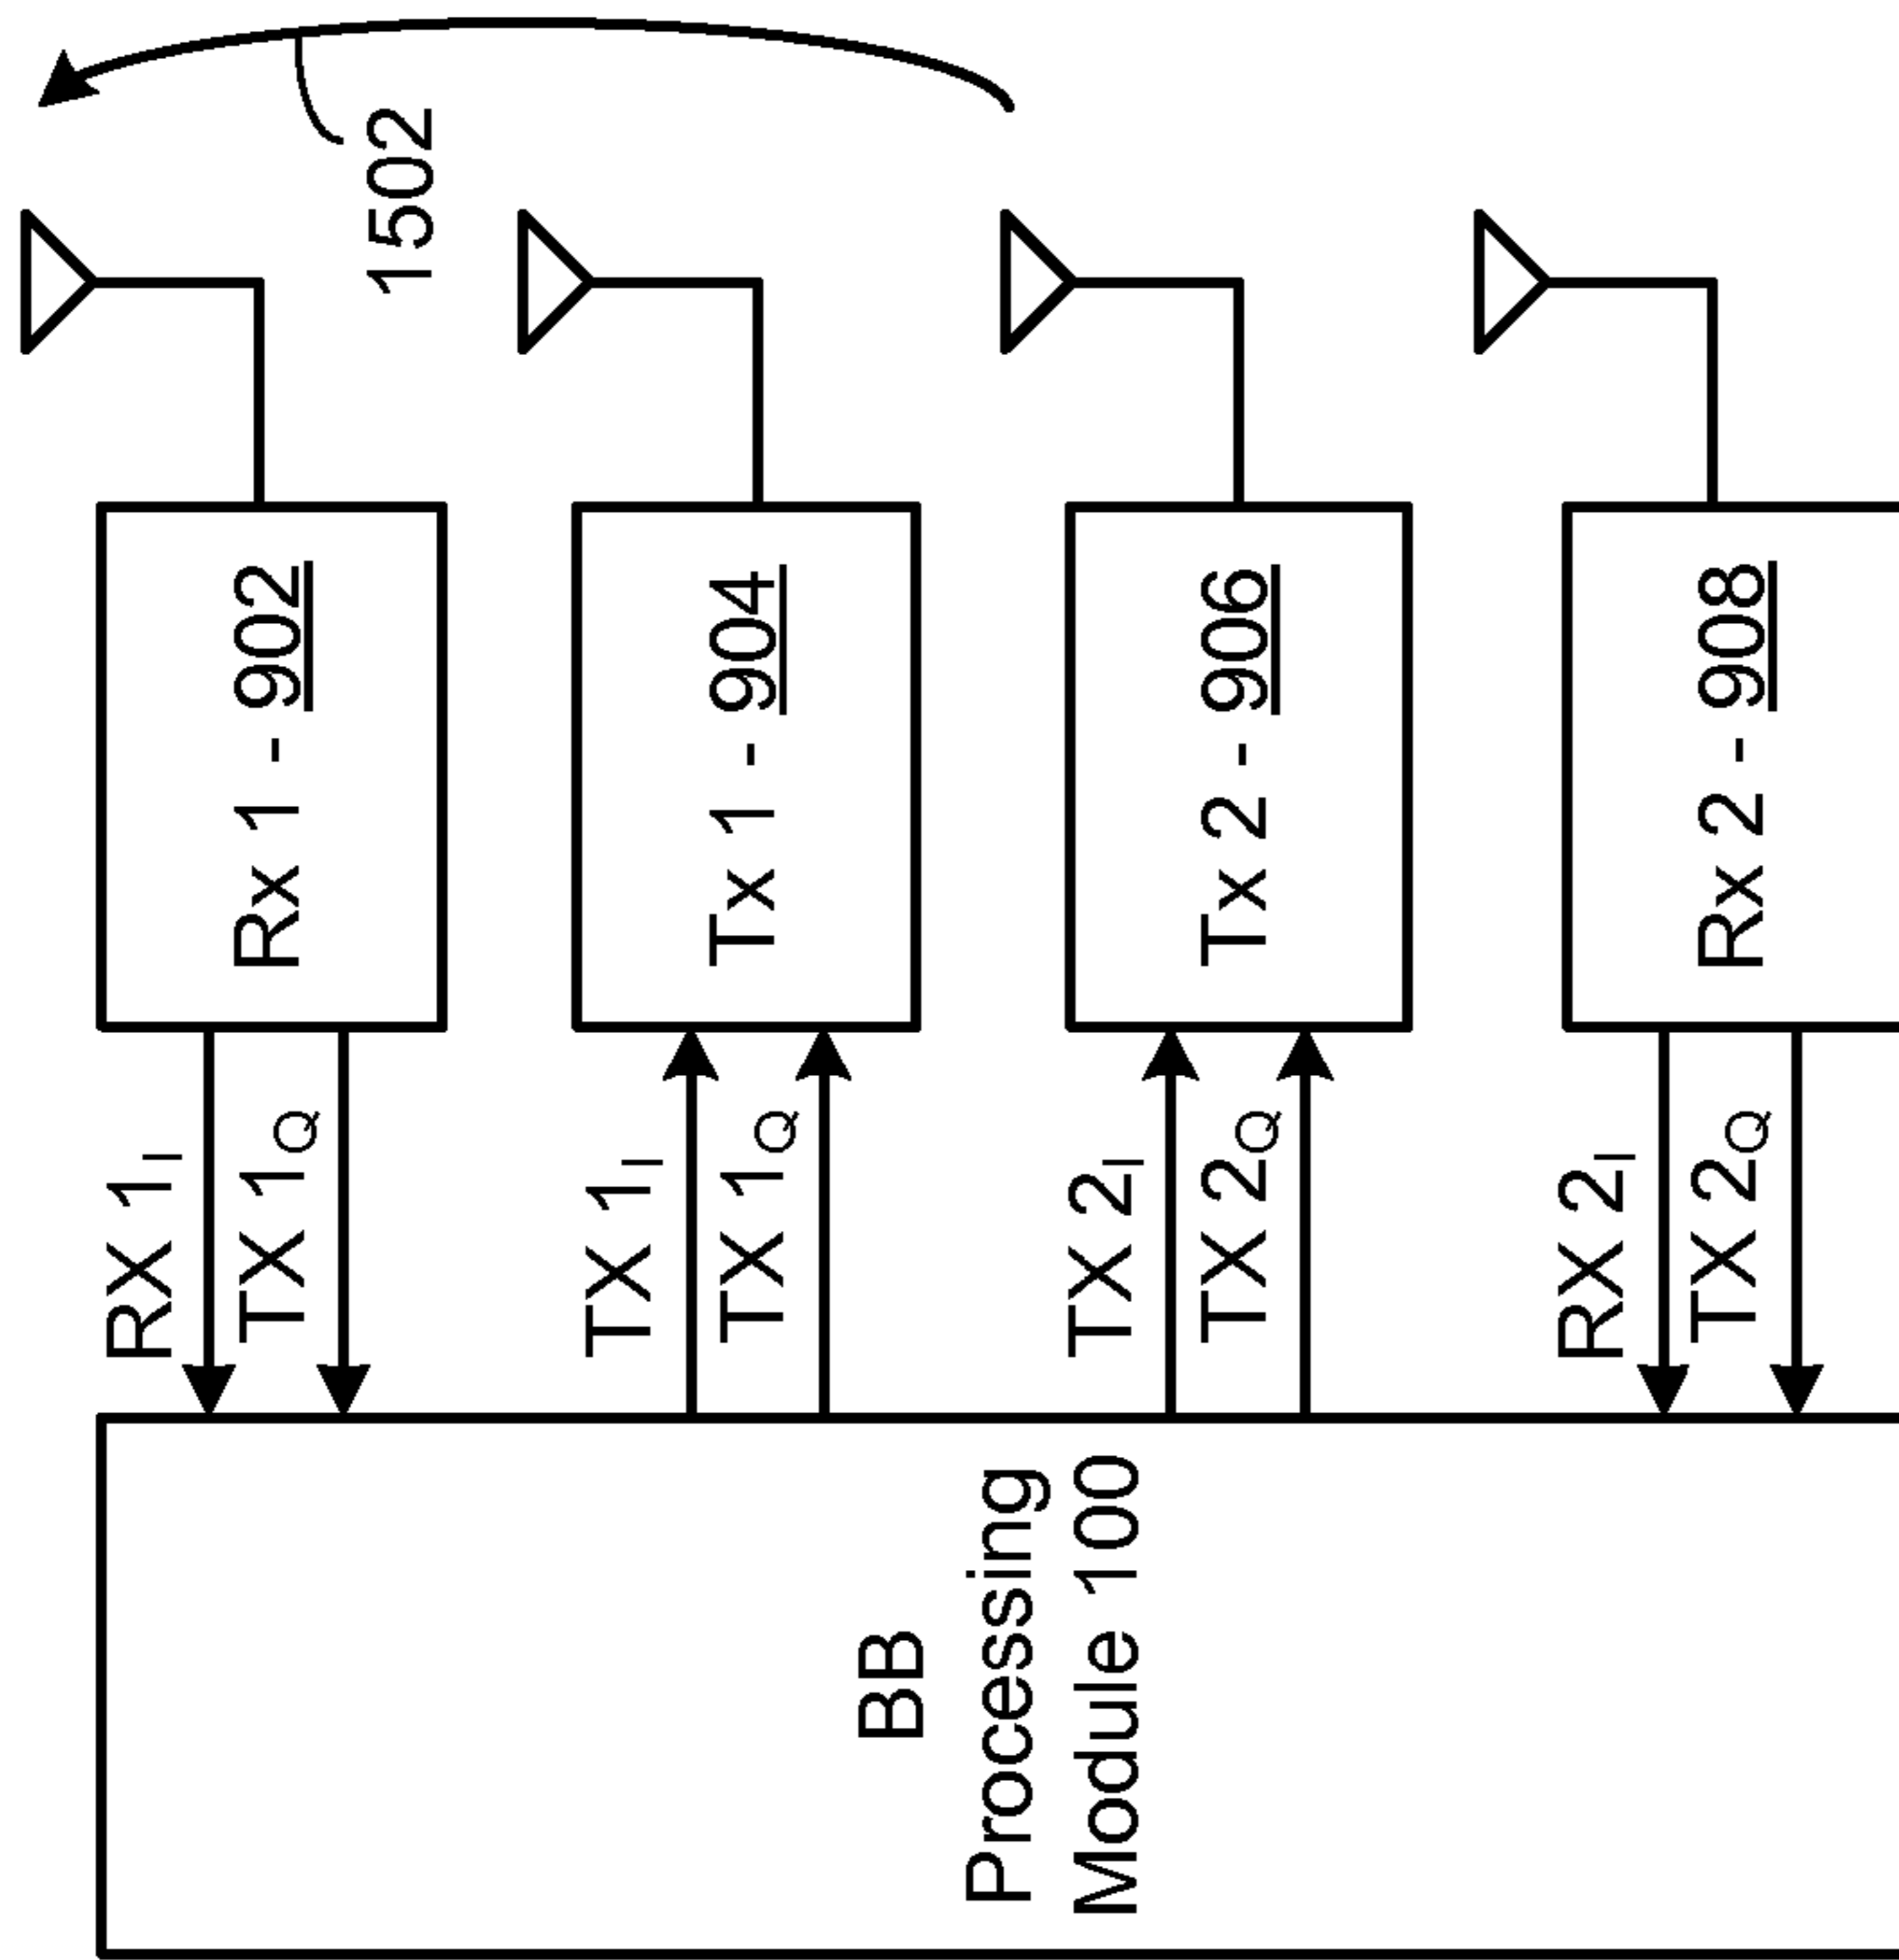 BB
Processing
Module 100
RX 1I
TX 1Q
TX 1I
TX 1Q
TX 2I
TX 2Q
RX 2I
TX 2Q
Rx 1 - 902
Tx 1 - 904
Tx 2 - 906
Rx 2 - 908
1502